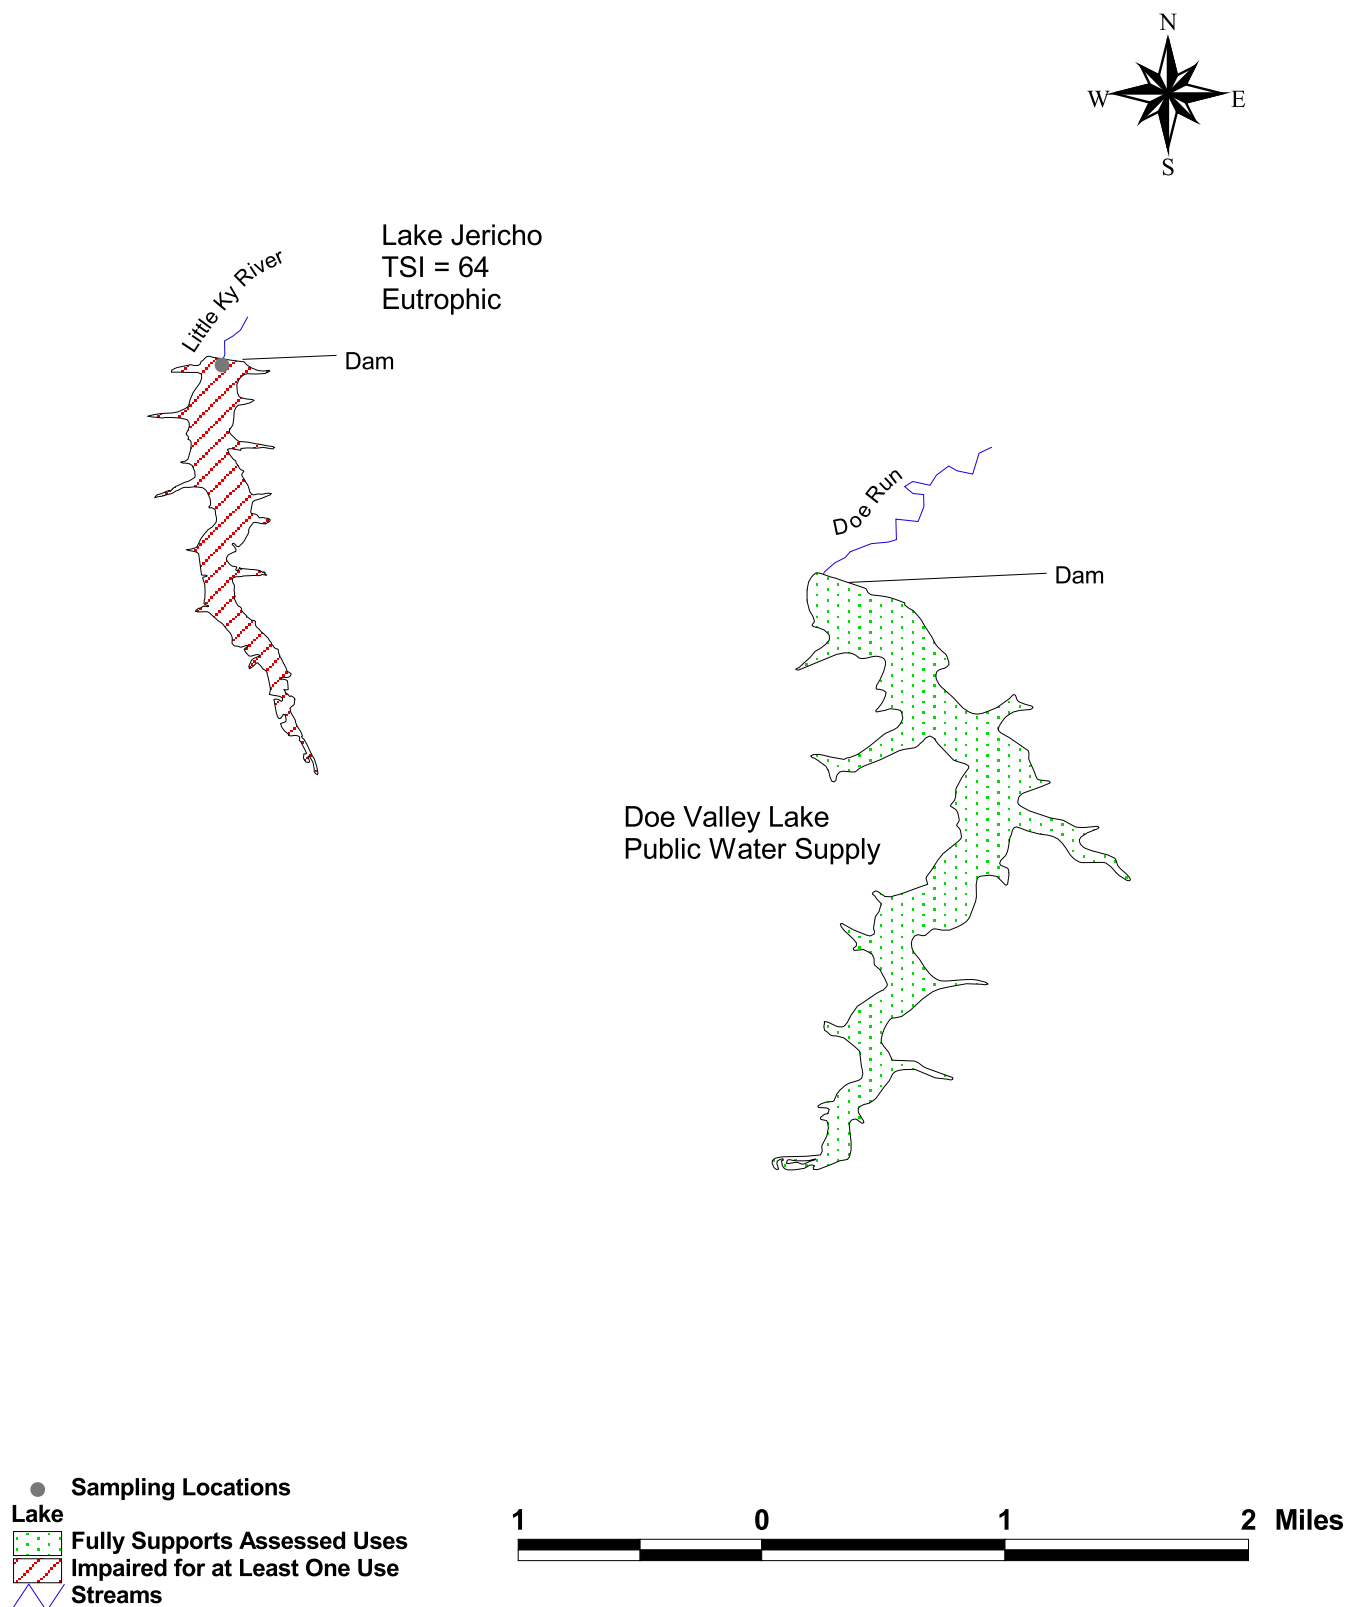 N
W E
S
Lake Jericho
TSI = 64
Eutrophic
Little Ky River
Dam
Doe Run
Dam
Doe Valley Lake
Public Water Supply
Sampling Locations
Lake
Fully Supports Assessed Uses
Impaired for at Least One Use
Streams
1 0 1 2 Miles